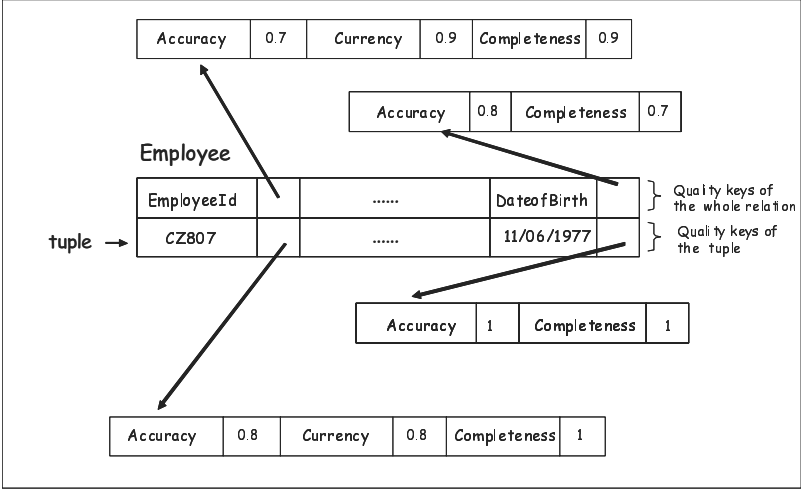 Accuracy 0.7 Currency 0.9 Completeness 0.9
Accuracy 0.8 Completeness 0.7
Employee
EmployeeId ...... DateofBirth
Quality keys of
the whole relation
tuple CZ807 ...... 11/06/1977
Quality keys of
the tuple
Accuracy 1 Completeness 1
Accuracy 0.8 Currency 0.8 Completeness 1